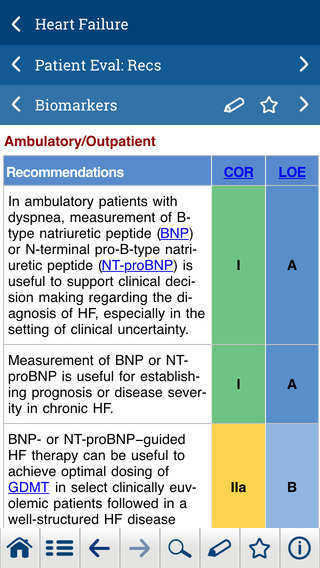 Heart Failure
Patient Eval: Recs
Biomarkers
Ambulatory/Outpatient
Recommendations COR LOE
In ambulatory patients with
dyspnea, measurement of B-
type natriuretic peptide (BNP)
or N-terminal pro-B-type natri-
uretic peptide (NT-proBNP) is
useful to support clinical deci-
sion making regarding the di-
agnosis of HF, especially in the
setting of clinical uncertainty.
I A
Measurement of BNP or NT-
proBNP is useful for establish-
ing prognosis or disease sever-
ity in chronic HF.
I A
BNP- or NT-proBNP–guided
HF therapy can be useful to
achieve optimal dosing of
GDMT in select clinically euv-
olemic patients followed in a
well-structured HF disease
IIa B